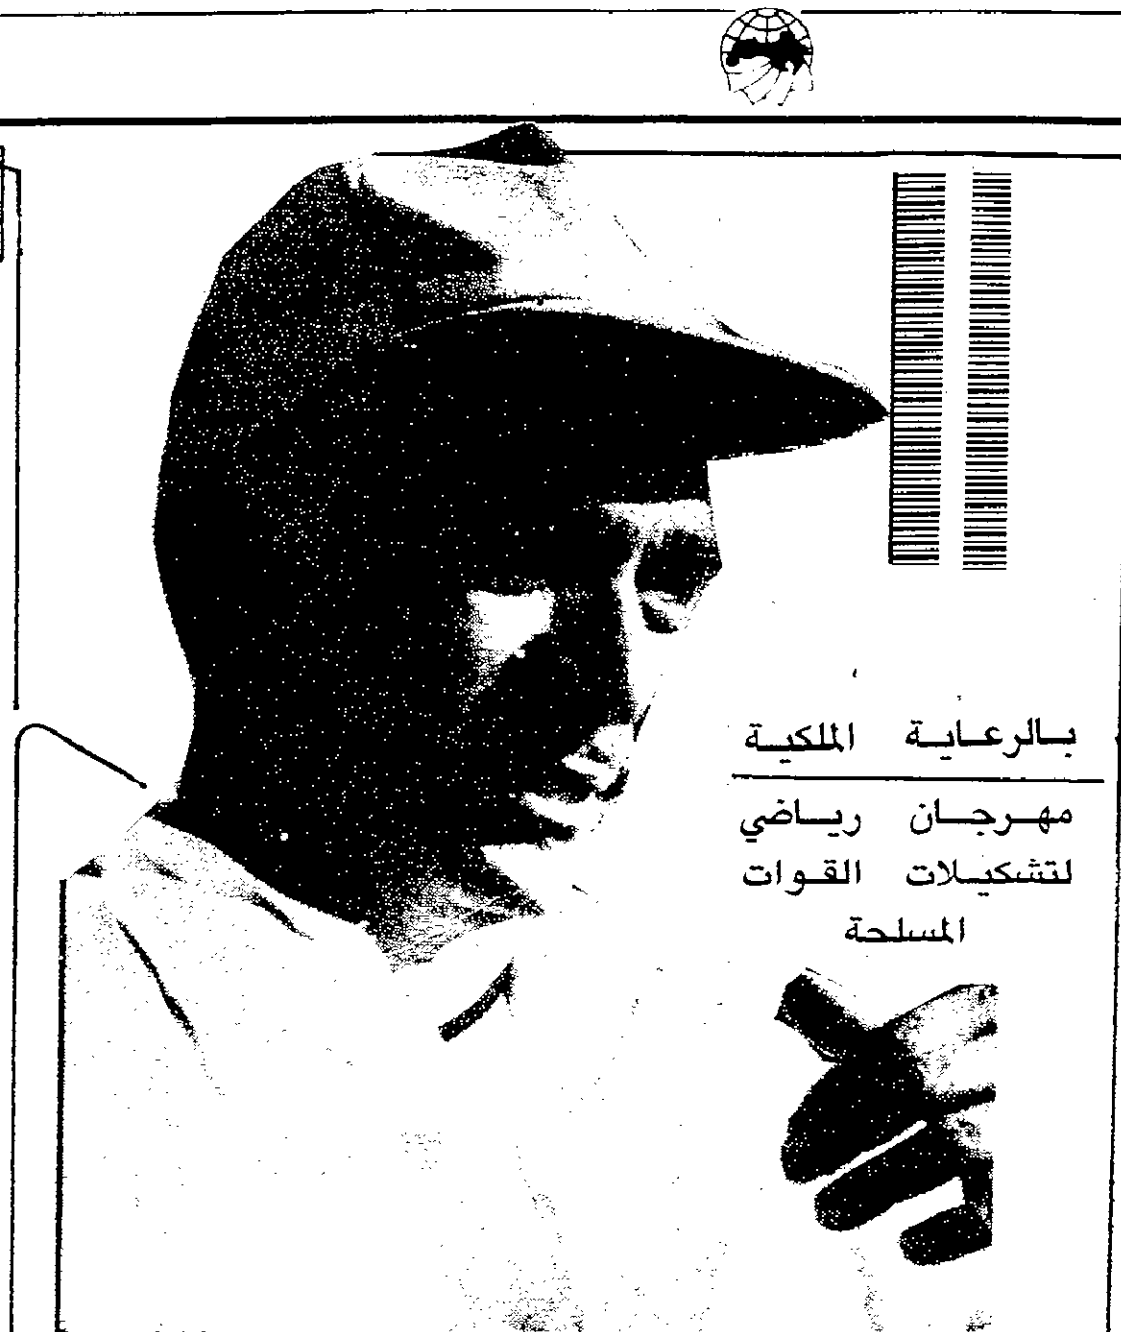 بالرعاية الملكية
مهرجان رياضي
لتشكيلات القوات
المسلحة